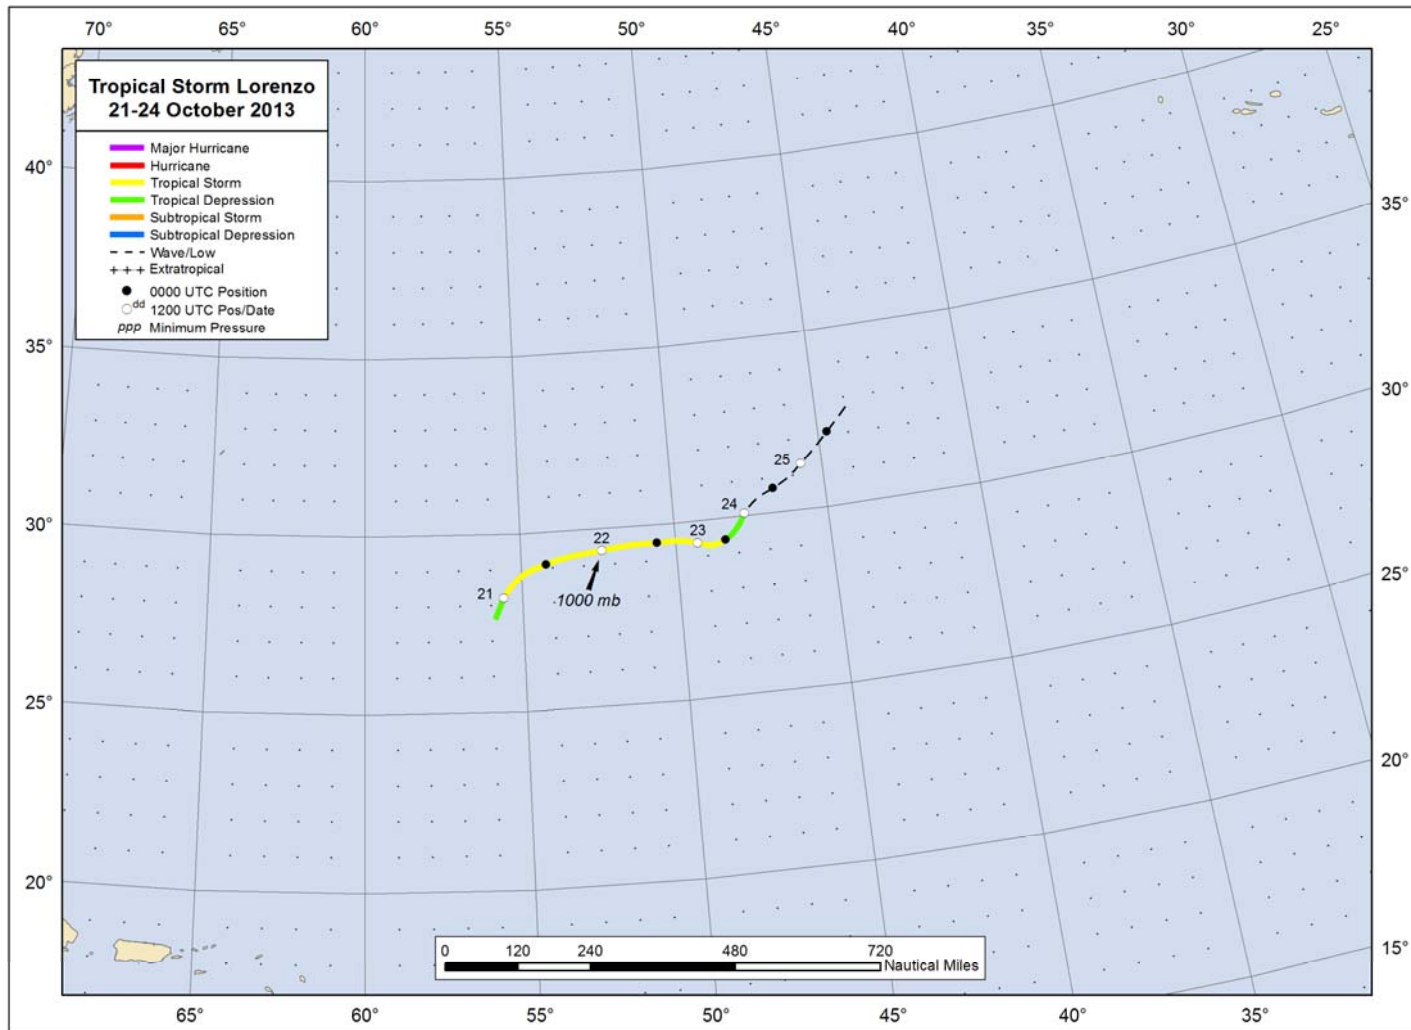 70° 65° 60° 55° 50° 45° 40° 35° 30° 25°
Tropical Storm Lorenzo
21-24 October 2013
Major Hurricane
Hurricane
Tropical Storm
Tropical Depression
Subtropical Storm
Subtropical Depression
Wave/Low
+++ Extratropical
0000 UTC Position
dd 1200 UTC Pos/Date
ppp Minimum Pressure
40°
35°
35°
30°
30°
25°
25°
20°
20°
15°
25
24
23
22
21
1000 mb
0 120 240 480 720
Nautical Miles
65° 60° 55° 50° 45° 40° 35°